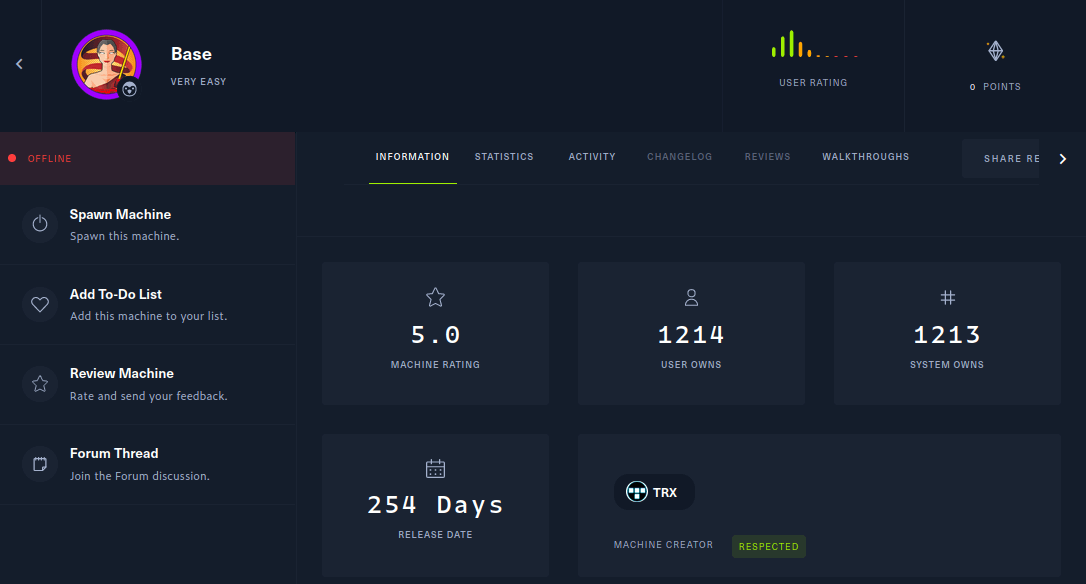 Base
VERY EASY
USER RATING
0 POINTS
OFFLINE
INFORMATION STATISTICS ACTIVITY CHANGELOG REVIEWS WALKTHROUGHS SHARE RE
Spawn Machine
Spawn this machine.
Add To-Do List
Add this machine to your list.
Review Machine
Rate and send your feedback.
Forum Thread
Join the Forum discussion.
5.0
MACHINE RATING
1214
USER OWNS
1213
SYSTEM OWNS
254 Days
RELEASE DATE
TRX
MACHINE CREATOR RESPECTED